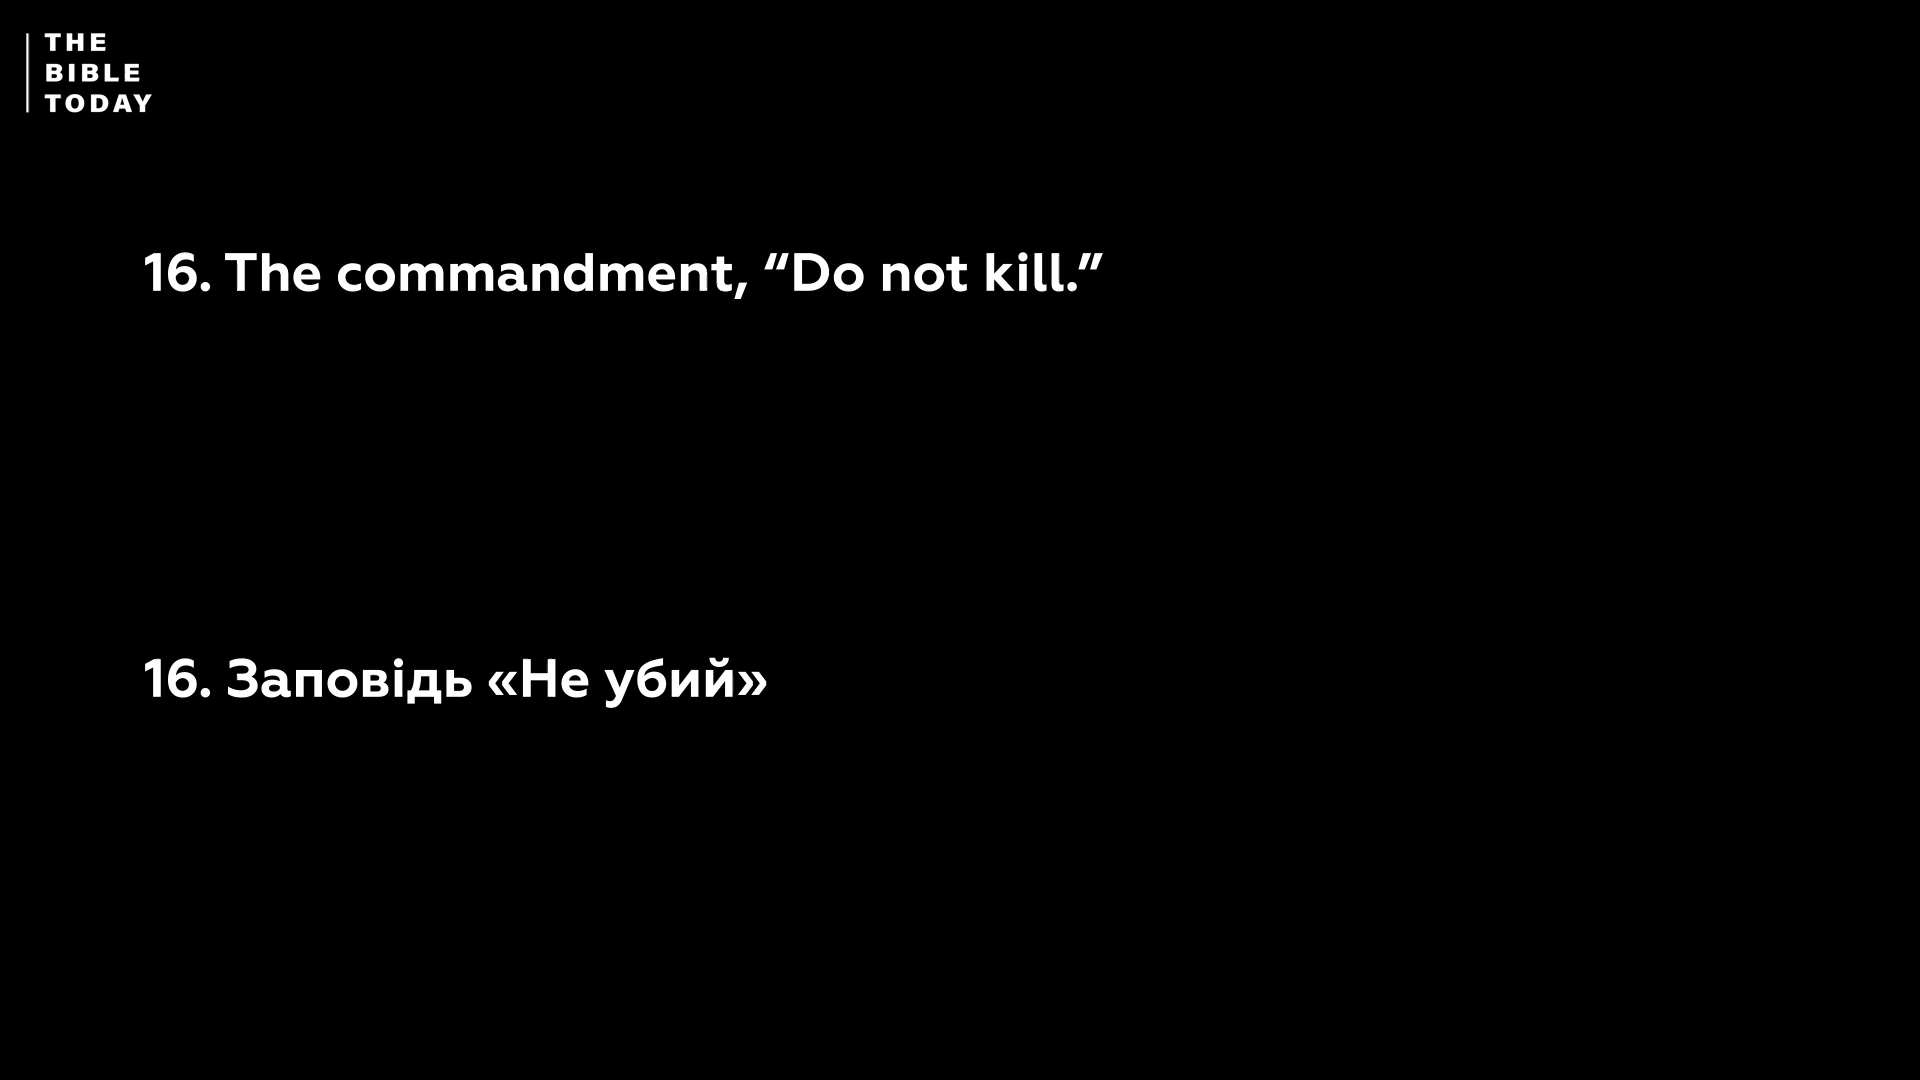 THE
BIBLE
TODAY
16. The commandment, “Do not kill.”
16. Заповідь «Не убий»